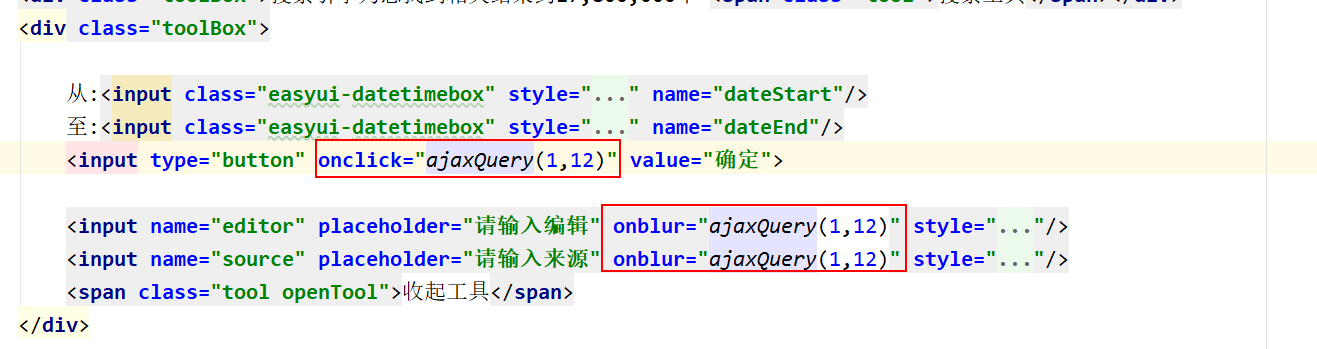 <div class="toolBox">
从:<input class="easyui-datetimebox" style="..." name="dateStart"/>
至:<input class="easyui-datetimebox" style="..." name="dateEnd"/>
<input type="button" onclick="ajaxQuery(1,12)" value="确定">
<input name="editor" placeholder="请输入编辑" onblur="ajaxQuery(1,12)" style="..."/>
<input name="source" placeholder="请输入来源" onblur="ajaxQuery(1,12)" style="..."/>
<span class="tool openTool">收起工具</span>
</div>